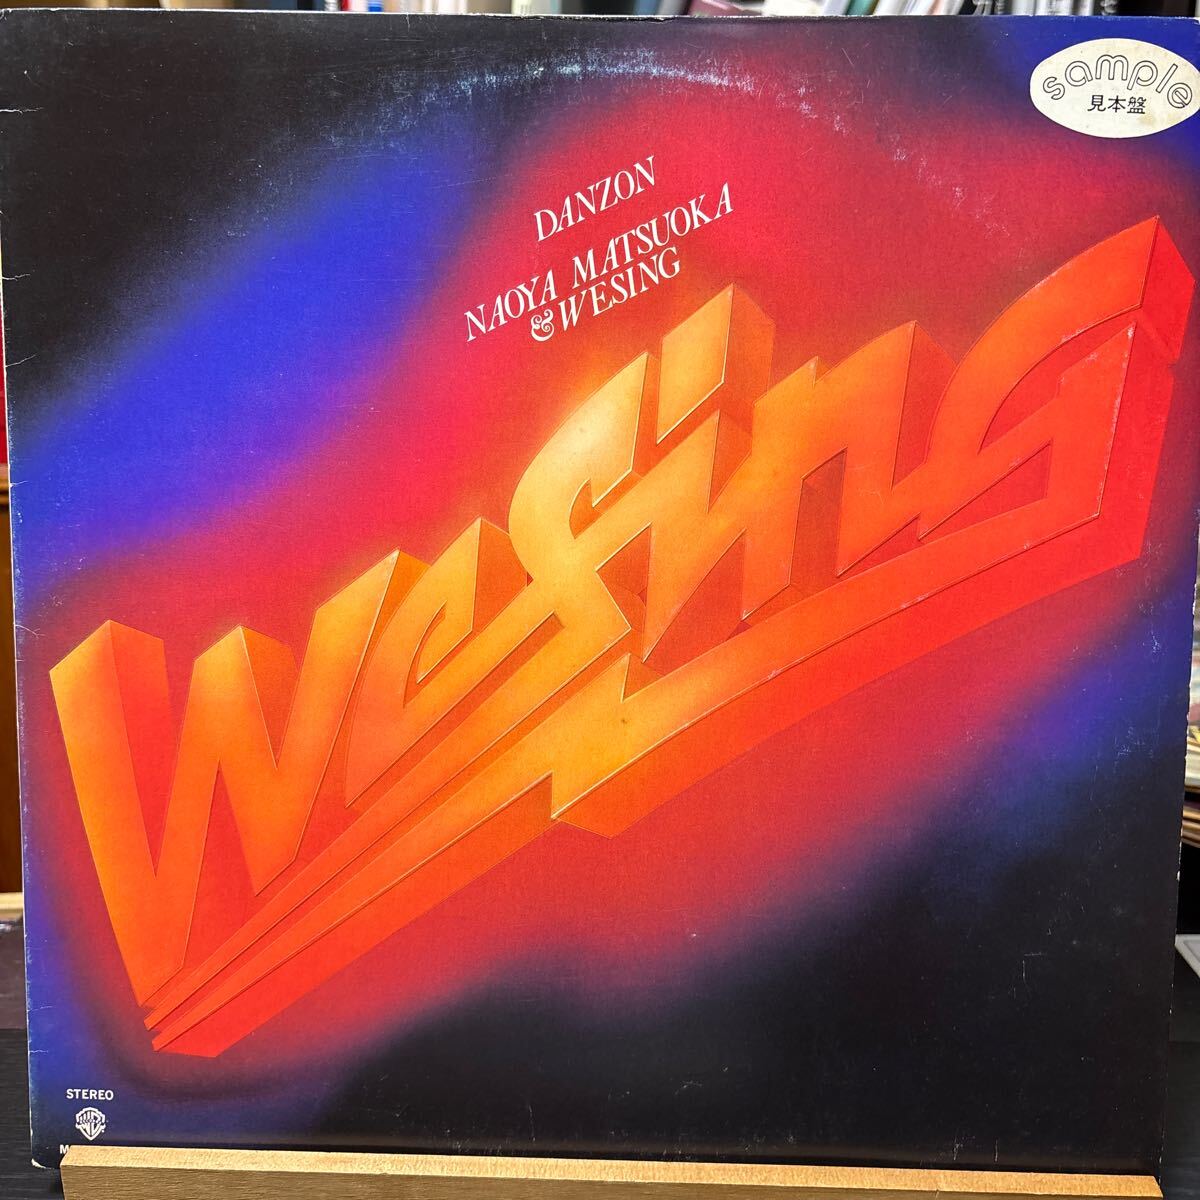 sample
見本盤
DANZON
NAOYA MATSUOKA
& WESING
Wesing
STEREO